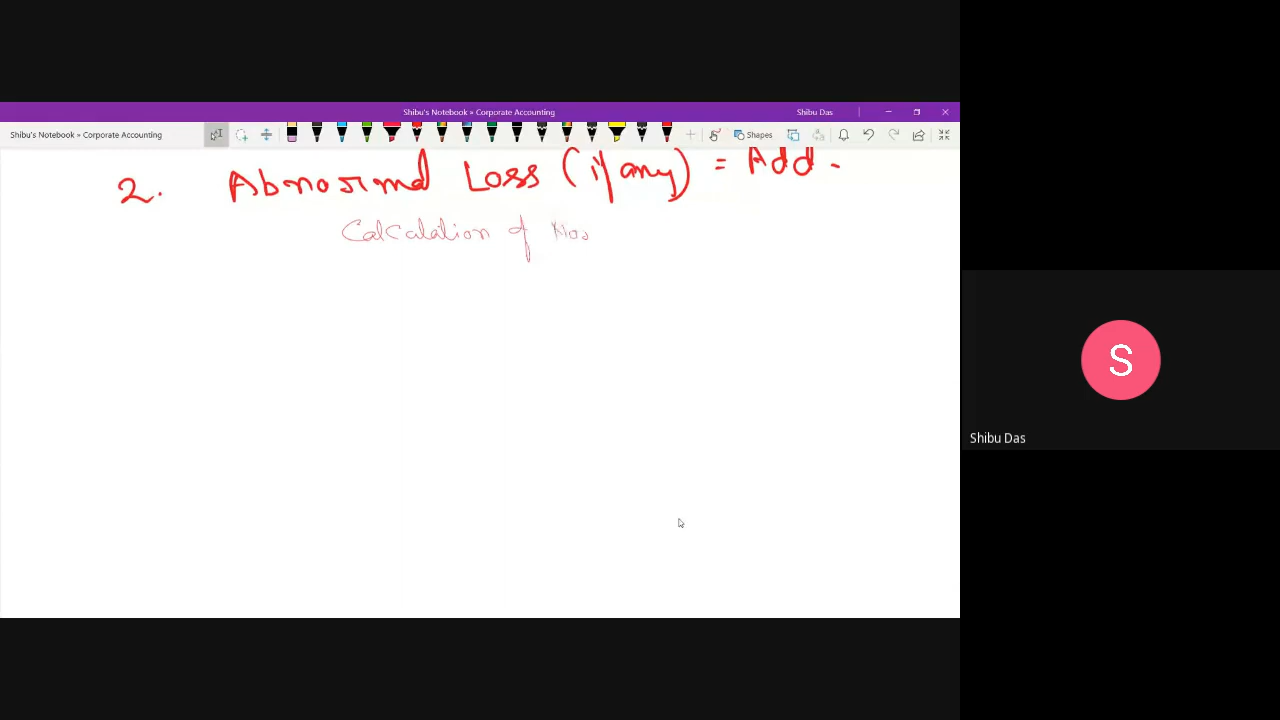 Shibu's Notebook » Corporate Accounting
Shibu Das
Shibu's Notebook » Corporate Accounting
Shapes
2. Abnormal Loss (if any) = Add -
Calculation of
S
Shibu Das